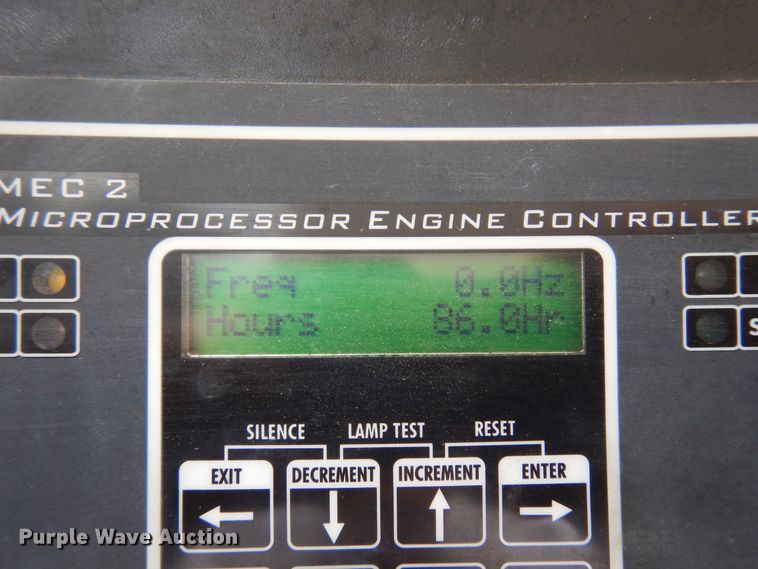 MEC 2
MICROPROCESSOR ENGINE CONTROLLER
Freq 0.0Hz
Hours 86.0Hr
S
SILENCE LAMP TEST RESET
EXIT DECREMENT INCREMENT ENTER
Purple Wave Auction